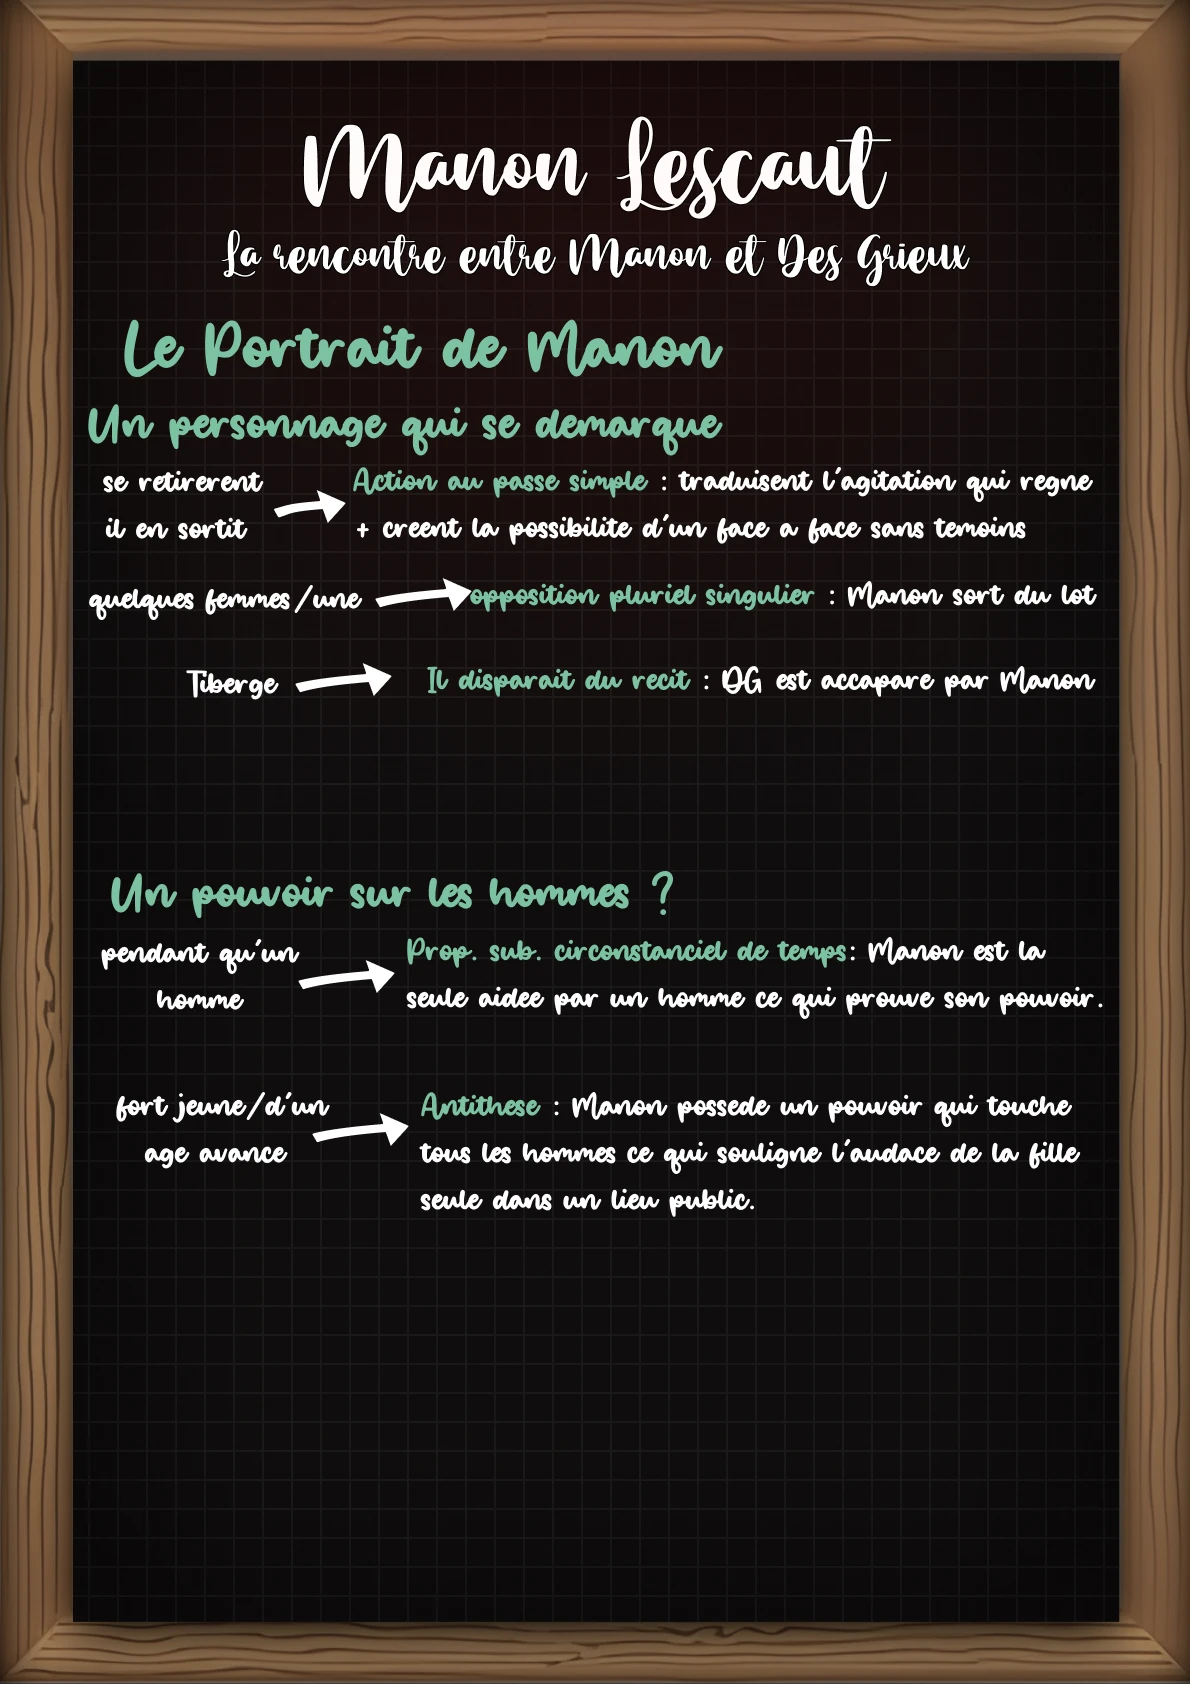 Manon Lescaut
La rencontre entre Manon et Des Grieux
Le Portrait de Manon
Un personnage qui se demarque
se retirerent
il en sortit
Action au passe simple : traduisent l'agitation qui regne
+ creent la possibilite d'un face a face sans temoins
quelques femmes/une
opposition pluriel singulier : Manon sort du lot
Tiberge
Il disparait du recit : DG est accapare par Manon
Un pouvoir sur les hommes ?
pendant qu'un
homme
Prop. sub. circonstanciel de temps: Manon est la
seule aidee par un homme ce qui prouve son pouvoir.
fort jeune/d'un
age avance
Antithese : Manon possede un pouvoir qui touche
tous les hommes ce qui souligne l'audace de la fille
seule dans un lieu public.